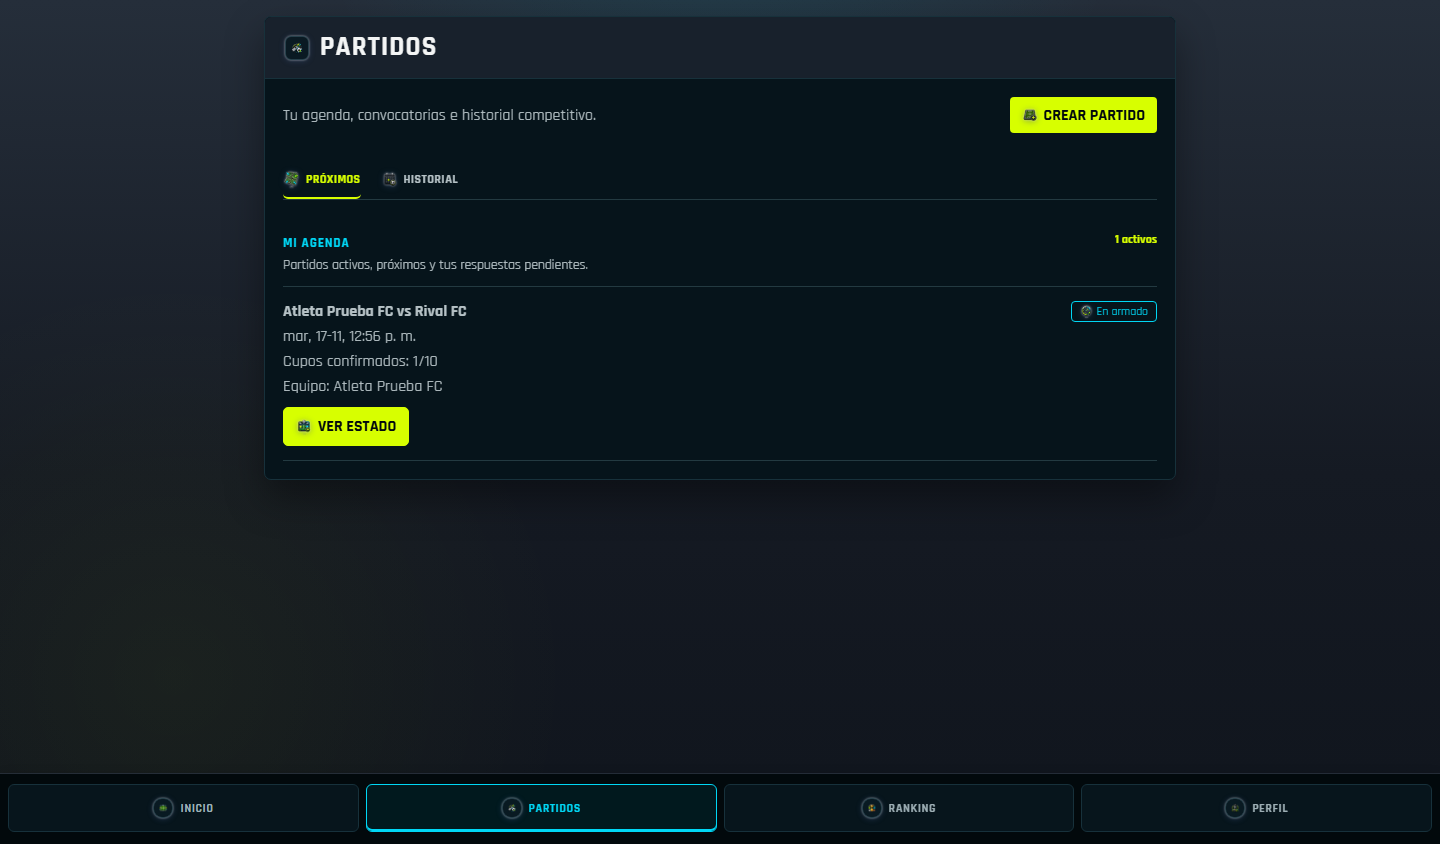 PARTIDOS
Tu agenda, convocatorias e historial competitivo.
CREAR PARTIDO
PRÓXIMOS
HISTORIAL
MI AGENDA
1 activos
Partidos activos, próximos y tus respuestas pendientes.
Atleta Prueba FC vs Rival FC
En armado
mar, 17-11, 12:56 p. m.
Cupos confirmados: 1/10
Equipo: Atleta Prueba FC
VER ESTADO
INICIO
PARTIDOS
RANKING
PERFIL